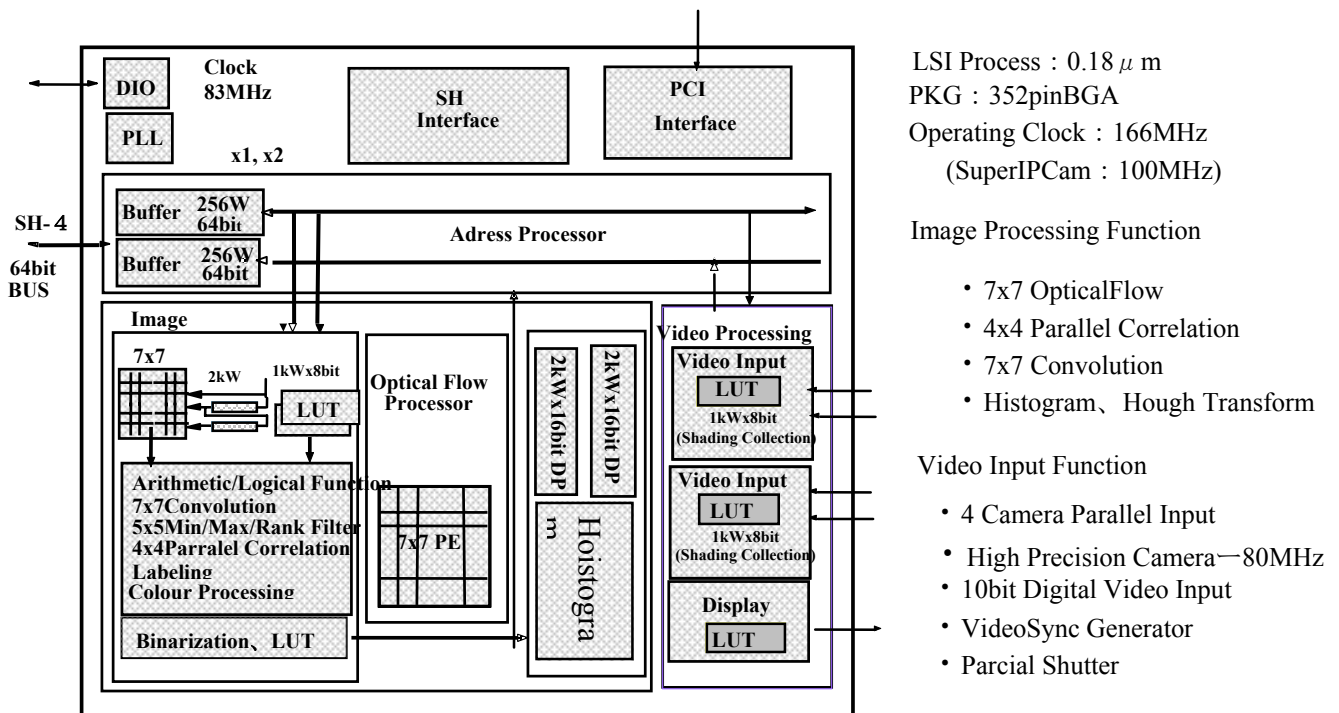 DIO
Clock
83MHz
PLL
x1, x2
SH
Interface
PCI
Interface
SH-４
64bit
BUS
Buffer 256W
64bit
Buffer 256W
64bit
Adress Processor
Image
7x7
2kW
1kWx8bit
LUT
Arithmetic/Logical Function
7x7Convolution
5x5Min/Max/Rank Filter
4x4Parralel Correlation
Labeling
Colour Processing
Binarization、LUT
Optical Flow
Processor
7x7 PE
2kWx16bit DP
2kWx16bit DP
Hoistogra
m
Video Processing
Video Input
LUT
1kWx8bit
(Shading Collection)
Video Input
LUT
1kWx8bit
(Shading Collection)
Display
LUT
LSI Process：0.18μm
PKG：352pinBGA
Operating Clock：166MHz
(SuperIPCam：100MHz)
Image Processing Function
・7x7 OpticalFlow
・4x4 Parallel Correlation
・7x7 Convolution
・Histogram、Hough Transform
Video Input Function
・4 Camera Parallel Input
・High Precision Camera—80MHz
・10bit Digital Video Input
・VideoSync Generator
・Parcial Shutter